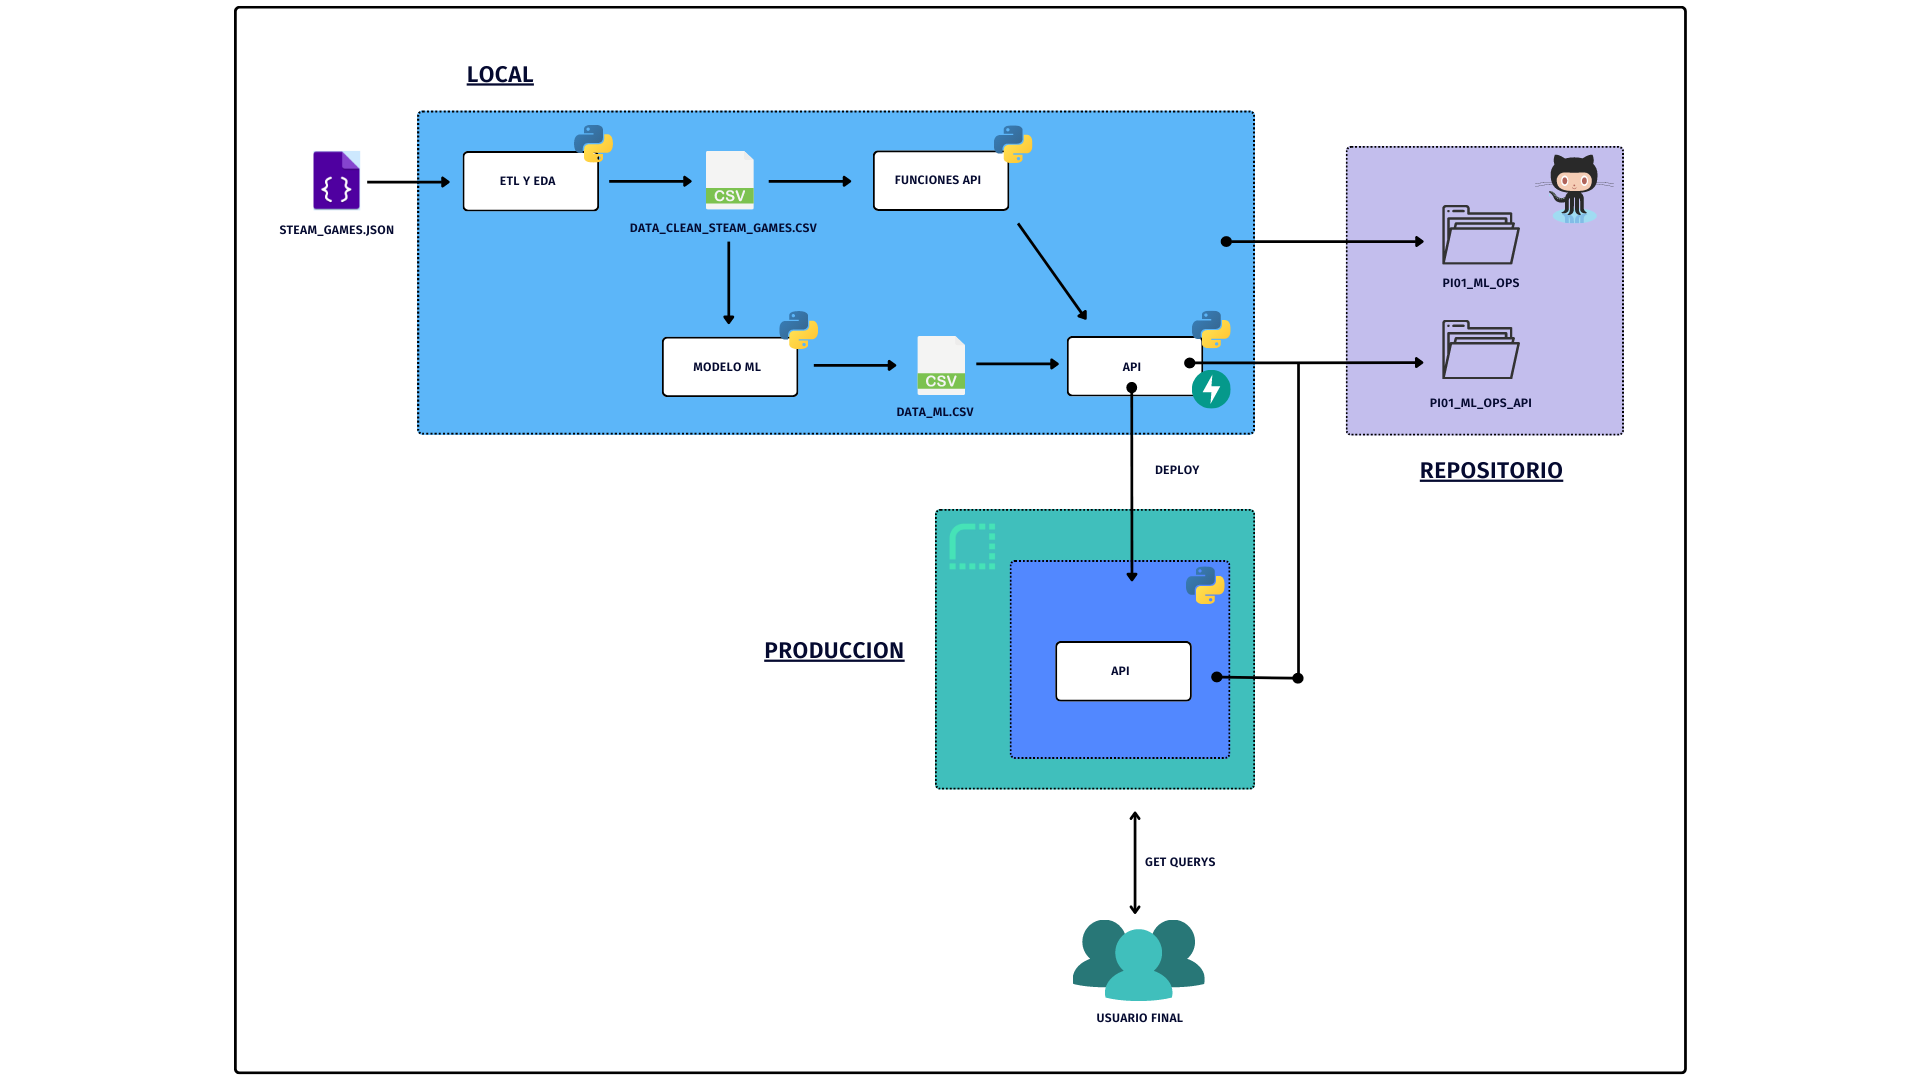 LOCAL
STEAM_GAMES.JSON
ETL Y EDA
CSV
DATA_CLEAN_STEAM_GAMES.CSV
FUNCIONES API
MODELO ML
CSV
DATA_ML.CSV
API
PI01_ML_OPS
PI01_ML_OPS_API
REPOSITORIO
DEPLOY
PRODUCCION
API
GET QUERYS
USUARIO FINAL